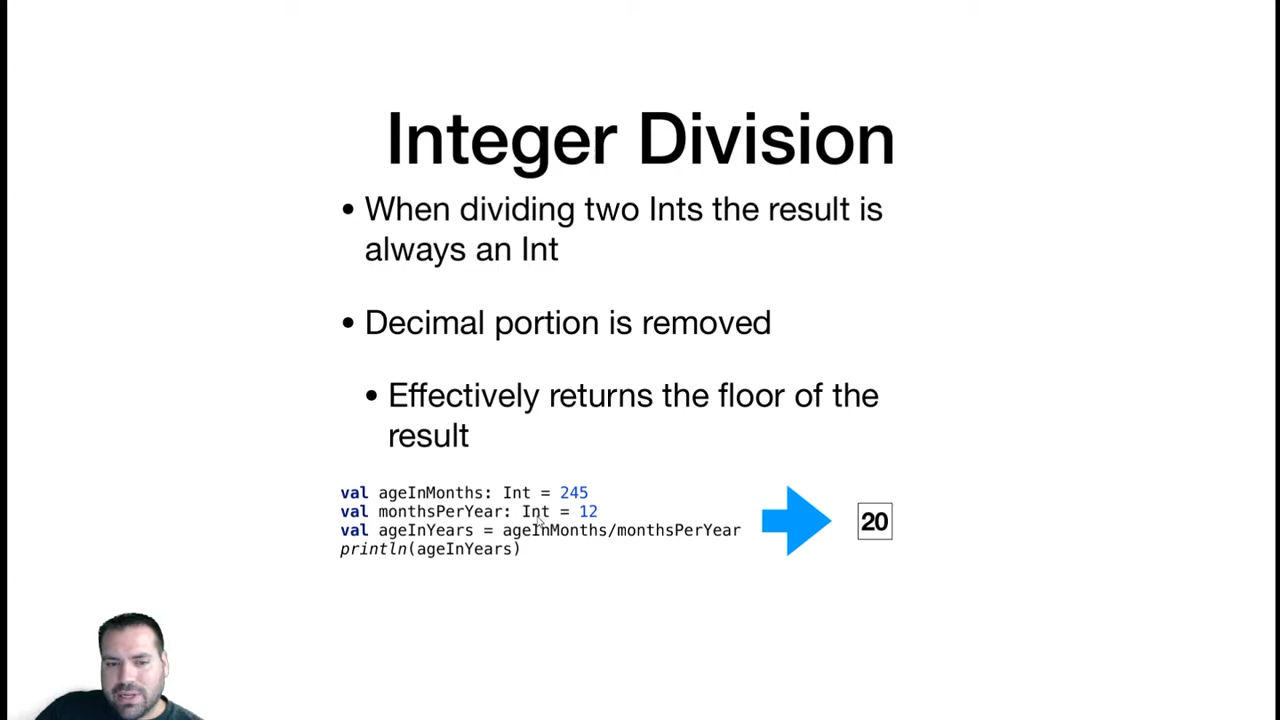 Integer Division
• When dividing two Ints the result is
always an Int
• Decimal portion is removed
• Effectively returns the floor of the
result
val ageInMonths: Int = 245
val monthsPerYear: Int = 12
val ageInYears = ageInMonths/monthsPerYear
println(ageInYears)
20